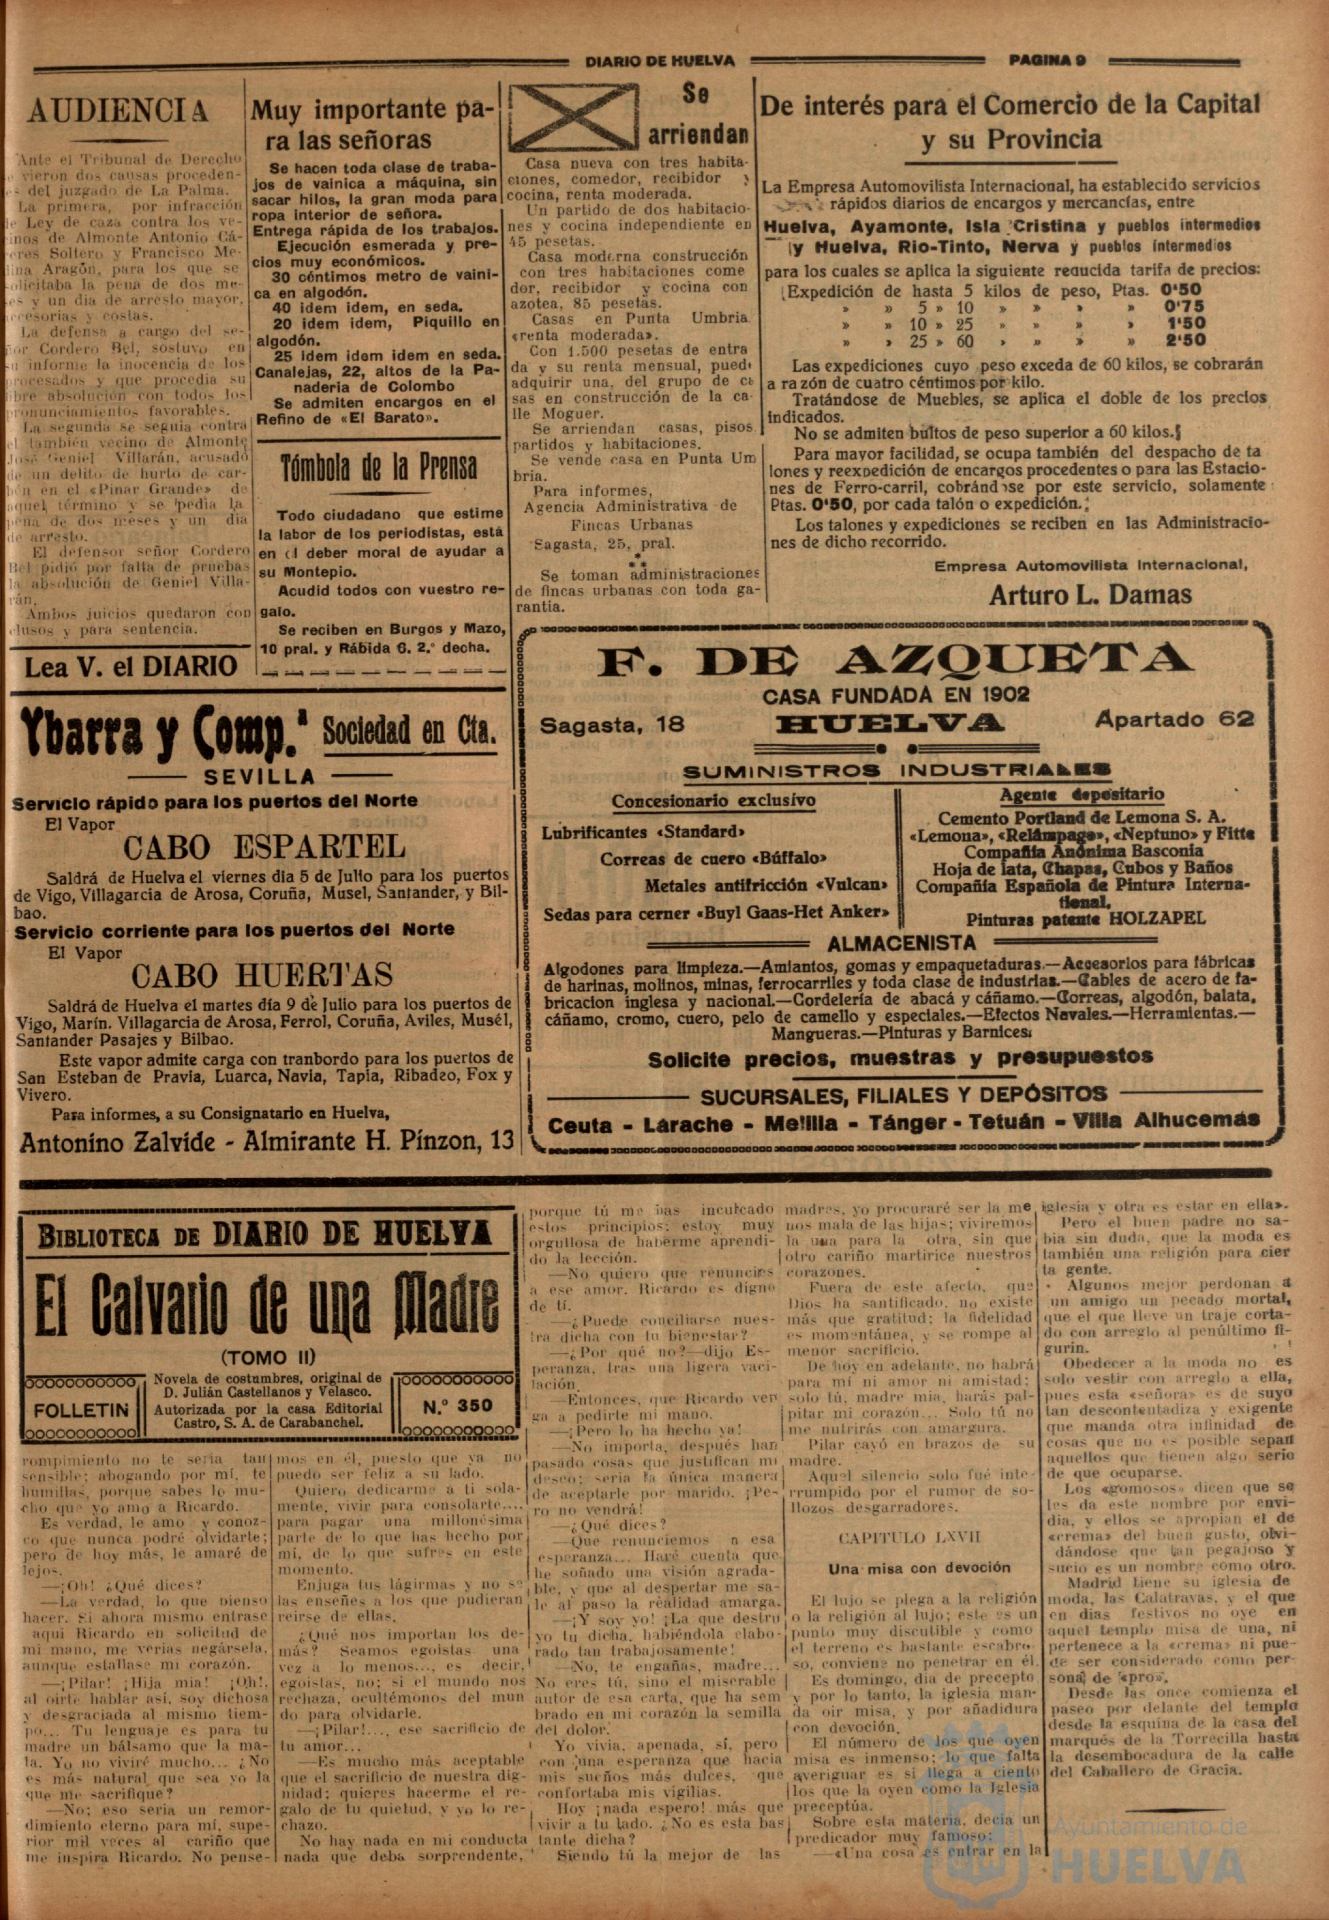 DIARIO DE HUELVA
PAGINA 9
AUDIENCIA
Ante el Tribunal de Derecho
vieron dos causas proceden-
del juzgado de La Palma.
La primera, por infracción
Ley de caza contra los ve-
cinos de Almonte Antonio Cá-
ceres Soltero y Francisco Me-
dina Aragón, para los que se
solicitaba la pena de dos me-
ses y un dia de arresto mayor,
accesorias y costas.
La defensa a cargo del se-
ñor Cordero Bel, sostuvo en
su informe la inocencia de los
procesados y que procedia su
libre absolución con todos los
pronunciamientos favorables.
La segunda se seguia contra
el también vecino de Almonte
José Geniel Villarán, acusado
de un delito de hurto de car-
bón en el «Pinar Grande» de
aquel término y se pedia la
pena de dos meses y un dia
de arresto.
El defensor señor Cordero
Bel pidió por falta de pruebas
la absolución de Geniel Villa-
rán.
Ambos juicios quedaron con
clusos y para sentencia.
Lea V. el DIARIO
Muy importante pa-
ra las señoras
Se hacen toda clase de traba-
jos de vainica a máquina, sin
sacar hilos, la gran moda para
ropa interior de señora.
Entrega rápida de los trabajos.
Ejecución esmerada y pre-
cios muy económicos.
30 céntimos metro de vaini-
ca en algodón.
40 idem idem, en seda.
20 idem idem, Piquillo en
algodón.
25 idem idem idem en seda.
Canalejas, 22, altos de la Pa-
naderia de Colombo
Se admiten encargos en el
Refino de «El Barato».
Tómbola de la Prensa
Todo ciudadano que estime
la labor de los periodistas, está
en el deber moral de ayudar a
su Montepio.
Acudid todos con vuestro re-
galo.
Se reciben en Burgos y Mazo,
10 pral. y Rábida 6. 2.º decha.
Se
arriendan
Casa nueva con tres habita-
ciones, comedor, recibidor y
cocina, renta moderada.
Un partido de dos habitacio-
nes y cocina independiente en
45 pesetas.
Casa moderna construcción
con tres habitaciones come
dor, recibidor y cocina con
azotea, 85 pesetas.
Casas en Punta Umbria
«renta moderada».
Con 1.500 pesetas de entra
da y su renta mensual, puede
adquirir una, del grupo de ca
sas en construcción de la ca
lle Moguer.
Se arriendan casas, pisos
partidos y habitaciones.
Se vende casa en Punta Um
bria.
Para informes,
Agencia Administrativa de
Fincas Urbanas
Sagasta, 25, pral.
* * *
Se toman administraciones
de fincas urbanas con toda ga-
rantia.
De interés para el Comercio de la Capital
y su Provincia
La Empresa Automovilista Internacional, ha establecido servicios
rápidos diarios de encargos y mercancías, entre
Huelva, Ayamonte, Isla Cristina y pueblos intermedios
y Huelva, Rio-Tinto, Nerva y pueblos intermedios
para los cuales se aplica la siguiente reducida tarifa de precios:
Expedición de hasta 5 kilos de peso, Ptas. 0'50
» » 5 » 10 » » » » 0'75
» » 10 » 25 » » » » 1'50
» » 25 » 60 » » » » 2'50
Las expediciones cuyo peso exceda de 60 kilos, se cobrarán
a razón de cuatro céntimos por kilo.
Tratándose de Muebles, se aplica el doble de los precios
indicados.
No se admiten bultos de peso superior a 60 kilos.
Para mayor facilidad, se ocupa también del despacho de ta
lones y reexpedición de encargos procedentes o para las Estacio-
nes de Ferro-carril, cobrándose por este servicio, solamente
Ptas. 0'50, por cada talón o expedición.
Los talones y expediciones se reciben en las Administracio-
nes de dicho recorrido.
Empresa Automovilista Internacional,
Arturo L. Damas
Ybarra y Comp.ª Sociedad en Cta.
SEVILLA
Servicio rápido para los puertos del Norte
El Vapor
CABO ESPARTEL
Saldrá de Huelva el viernes dia 5 de Julio para los puertos
de Vigo, Villagarcia de Arosa, Coruña, Musel, Santander, y Bil-
bao.
Servicio corriente para los puertos del Norte
El Vapor
CABO HUERTAS
Saldrá de Huelva el martes día 9 de Julio para los puertos de
Vigo, Marín. Villagarcia de Arosa, Ferrol, Coruña, Aviles, Musél,
Santander Pasajes y Bilbao.
Este vapor admite carga con tranbordo para los puertos de
San Esteban de Pravia, Luarca, Navia, Tapia, Ribadeo, Fox y
Vivero.
Para informes, a su Consignatario en Huelva,
Antonino Zalvide - Almirante H. Pinzon, 13
F. DE AZQUETA
CASA FUNDADA EN 1902
Sagasta, 18 HUELVA Apartado 62
SUMINISTROS INDUSTRIALES
Concesionario exclusivo
Lubrificantes «Standard»
Correas de cuero «Búffalo»
Metales antifricción «Vulcan»
Sedas para cerner «Buyl Gaas-Het Anker»
Agente depositario
Cemento Portland de Lemona S. A.
«Lemona», «Relámpago», «Neptuno» y Fitte
Compañia Anónima Basconia
Hoja de lata, Chapas, Cubos y Baños
Compañia Española de Pintura Interna-
tional,
Pinturas patente HOLZAPEL
ALMACENISTA
Algodones para limpieza.—Amiantos, gomas y empaquetaduras.—Accesorios para fábricas
de harinas, molinos, minas, ferrocarriles y toda clase de industrias.—Cables de acero de fa-
bricacion inglesa y nacional.—Cordelería de abacá y cáñamo.—Correas, algodón, balata,
cáñamo, cromo, cuero, pelo de camello y especiales.—Efectos Navales.—Herramientas.—
Mangueras.—Pinturas y Barnices.
Solicite precios, muestras y presupuestos
SUCURSALES, FILIALES Y DEPÓSITOS
Ceuta - Larache - Melilla - Tánger - Tetuán - Villa Alhucemas
BIBLIOTECA DE DIARIO DE HUELVA
El Calvario de una Madre
(TOMO II)
FOLLETIN
Novela de costumbres, original de
D. Julián Castellanos y Velasco.
Autorizada por la casa Editorial
Castro, S. A. de Carabanchel.
N.º 350
rompimiento no te seria tan
sensible; abogando por mí, te
humillas, porque sabes lo mu-
cho que yo amo a Ricardo.
Es verdad, le amo y conoz-
co que nunca podré olvidarte;
pero de hoy más, le amaré de
lejos.
—¡Oh! ¿Qué dices?
—La verdad, lo que pienso
hacer. Si ahora mismo entrase
aqui Ricardo en solicitud de
mi mano, me verias negársela,
aunque estallase mi corazón.
—¡Pilar! ¡Hija mia! ¡Oh!,
al oirte hablar así, soy dichosa
y desgraciada al mismo tiem-
po... Tu lenguaje es para tu
madre un bálsamo que la ma-
ta. Yo no viviré mucho... ¿No
es más natural que sea yo la
que me sacrifique?
—No; eso seria un remor-
dimiento eterno para mí, supe-
rior mil veces al cariño que
me inspira Ricardo. No pense-
mos en él, puesto que ya no
puedo ser feliz a su lado.
Quiero dedicarme a ti sola-
mente, vivir para consolarte....
para pagar una millonésima
parte de lo que has hecho por
mi, de lo que sufres en este
momento.
Enjuga tus lágirmas y no se
las enseñes a los que pudieran
reirse de ellas.
¿Qué nos importan los de-
más? Seamos egoistas una
vez a lo menos..., es decir,
egoistas, no; si el mundo nos
rechaza, ocultémonos del mun
do para olvidarle.
—¡Pilar!..., ese sacrificio de
tu amor...
—Es mucho más aceptable
que el sacrificio de nuestra dig-
nidad; quieres hacerme el re-
galo de tu quietud, y yo lo re-
chazo.
No hay nada en mi conducta
nada que deba sorprendente,
porque tú me has inculcado
estos principios; estoy muy
orgullosa de haberme aprendi-
do la lección.
—No quiero que renuncies
a ese amor. Ricardo es digno
de ti.
—¿Puede conciliarse nues-
tra dicha con tu bienestar?
—¿Por qué no?—dijo Es-
peranza, tras una ligera vaci-
lación.
—Entonces, que Ricardo ven
ga a pedirte mi mano.
—¡Pero lo ha hecho ya!
—No importa, después han
pasado cosas que justifican mi
deseo; seria la única manera
de aceptarle por marido. ¡Pe-
ro no vendrá!
—¿Qué dices?
—Que renunciemos a esa
esperanza... Haré cuenta que
he soñado una visión agrada-
ble, y que al despertar me sa-
le al paso la realidad amarga.
—¡Y soy yo! ¡La que destru
yo tu dicha, habiéndola elabo-
rado tan trabajosamente!
—No, te engañas, madre...
No eres tú, sino el miserable
autor de esa carta, que ha sem
brado en mi corazón la semilla
del dolor.
Yo vivia, apenada, sí, pero
con una esperanza que hacia
mis sueños más dulces, que
confortaba mis vigilias.
Hoy ¡nada espero! más que
vivir a tu lado. ¿No es esta bas
tante dicha?
Siendo tú la mejor de las
madres, yo procuraré ser la me
nos mala de las hijas; viviremos
la una para la otra, sin que
otro cariño martirice nuestros
corazones.
Fuera de este afecto, que
Dios ha santificado, no existe
más que gratitud; la fidelidad
es momentánea, y se rompe al
menor sacrificio.
De hoy en adelante, no habrá
para mí ni amor ni amistad;
solo tú, madre mia, harás pal-
pitar mi corazón... Solo tú no
me nutrirás con amargura.
Pilar cayó en brazos de su
madre.
Aquel silencio solo fué inte-
rrumpido por el rumor de so-
llozos desgarradores.
CAPITULO LXVII
Una misa con devoción
El lujo se plega a la religión
o la religión al lujo; este es un
punto muy discutible y como
el terreno es bastante escabro-
so, conviene no penetrar en él.
Es domingo, dia de precepto
y por lo tanto, la iglesia man-
da oir misa, y por añadidura
con devoción.
El número de los que oyen
misa es inmenso; lo que falta
averiguar es si llega a ciento
los que la oyen como la Iglesia
preceptúa.
Sobre esta materia, decia un
predicador muy famoso:
—«Una cosa es entrar en la
iglesia y otra es estar en ella».
Pero el buen padre no sa-
bia sin duda, que la moda es
también una religión para cier
ta gente.
Algunos mejor perdonan a
un amigo un pecado mortal,
que el que lleve un traje corta-
do con arreglo al penúltimo fi-
gurin.
Obedecer a la moda no es
solo vestir con arreglo a ella,
pues esta «señora» es de suyo
tan descontentadiza y exigente
que manda otra infinidad de
cosas que no es posible sepan
aquellos que tienen algo serio
de que ocuparse.
Los «gomosos» dicen que se
les da este nombre por envi-
dia, y ellos se apropian el de
«crema» del buen gusto, olvi-
dándose que tan pegajoso y
sucio es un nombre como otro.
Madrid tiene su iglesia de
moda, las Calatravas, y el que
en dias festivos no oye en
aquel templo misa de una, ni
pertenece a la «crema» ni pue-
de ser considerado como per-
sona de «pro».
Desde las once comienza el
paseo por delante del templo
desde la esquina de la casa del
marqués de la Torrecilla hasta
la desembocadura de la calle
del Caballero de Gracia.
Ayuntamiento de
HUELVA